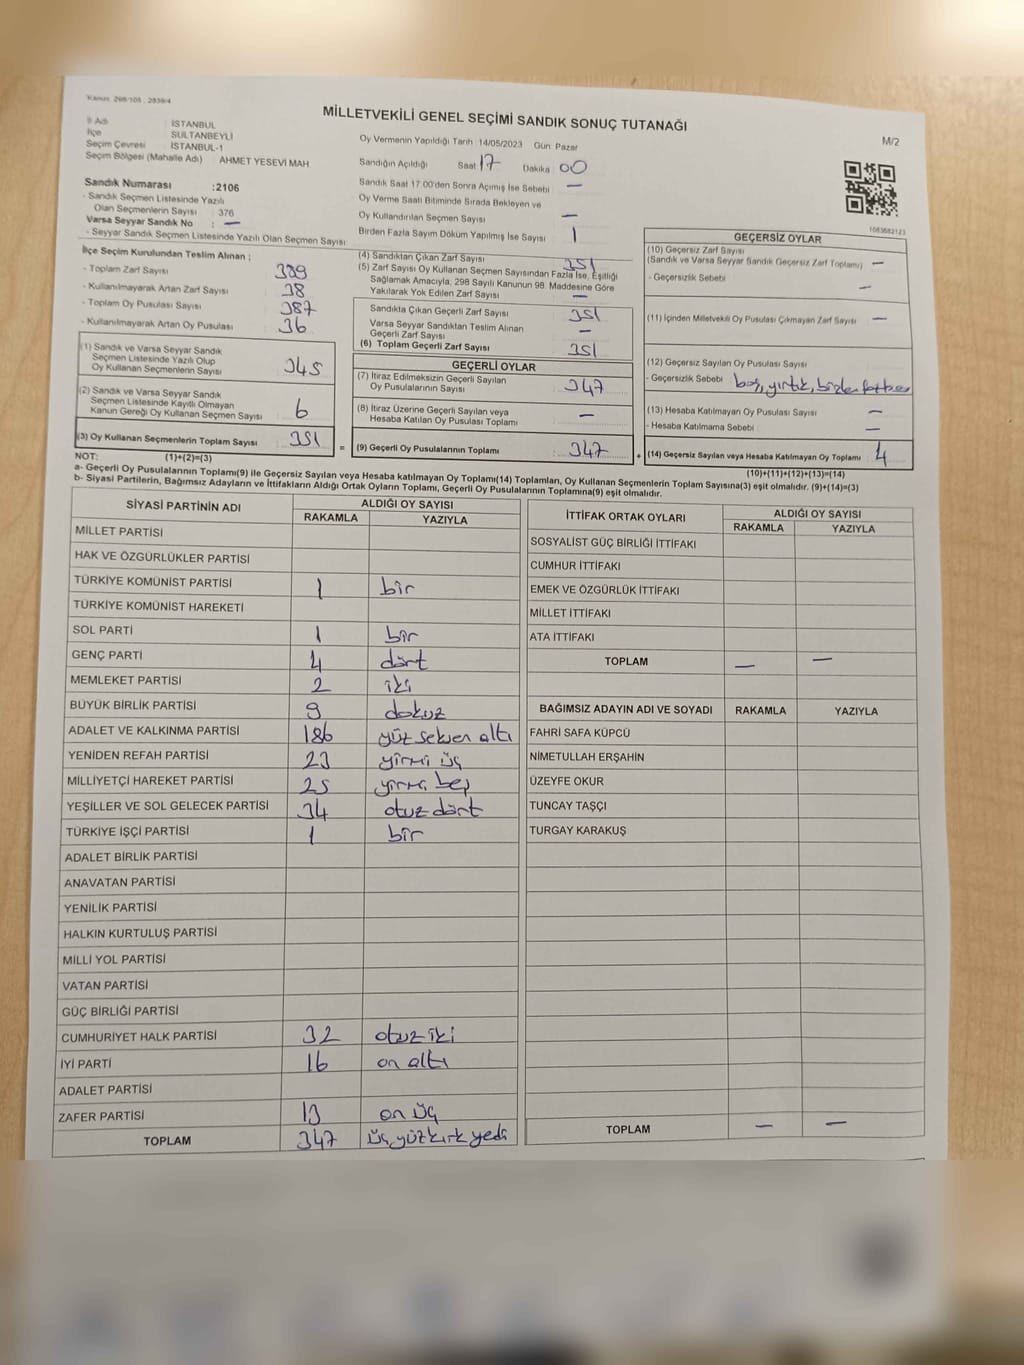 Kanun: 298/105 , 2839/4
MİLLETVEKİLİ GENEL SEÇİMİ SANDIK SONUÇ TUTANAĞI
M/2
İl Adı : İSTANBUL
İlçe : SULTANBEYLİ
Seçim Çevresi : İSTANBUL-1
Seçim Bölgesi (Mahalle Adı) : AHMET YESEVİ MAH
Sandık Numarası :2106
- Sandık Seçmen Listesinde Yazılı
Olan Seçmenlerin Sayısı : 376
Varsa Seyyar Sandık No : —
- Seyyar Sandık Seçmen Listesinde Yazılı Olan Seçmen Sayısı:
Oy Vermenin Yapıldığı Tarih :14/05/2023 Gün: Pazar
Sandığın Açıldığı Saat :17 Dakika :00
Sandık Saat 17:00'den Sonra Açımış İse Sebebi : —
Oy Verme Saati Bitiminde Sırada Bekleyen ve
Oy Kullandırılan Seçmen Sayısı : —
Birden Fazla Sayım Döküm Yapılmış İse Sayısı : 1
1063682123
İlçe Seçim Kurulundan Teslim Alınan :
- Toplam Zarf Sayısı : 389
- Kullanılmayarak Artan Zarf Sayısı : 38
- Toplam Oy Pusulası Sayısı : 387
- Kullanılmayarak Artan Oy Pusulası : 36
(1) Sandık ve Varsa Seyyar Sandık
Seçmen Listesinde Yazılı Olup
Oy Kullanan Seçmenlerin Sayısı : 345
(2) Sandık ve Varsa Seyyar Sandık
Seçmen Listesinde Kayıtlı Olmayan
Kanun Gereği Oy Kullanan Seçmen Sayısı : 6
(3) Oy Kullanan Seçmenlerin Toplam Sayısı : 351
(1)+(2)=(3)
(4) Sandıktan Çıkan Zarf Sayısı : 351
(5) Zarf Sayısı Oy Kullanan Seçmen Sayısından Fazla İse, Eşitliği
Sağlamak Amacıyla, 298 Sayılı Kanunun 98. Maddesine Göre
Yakılarak Yok Edilen Zarf Sayısı : —
Sandıkta Çıkan Geçerli Zarf Sayısı : 351
Varsa Seyyar Sandıktan Teslim Alınan
Geçerli Zarf Sayısı : —
(6) Toplam Geçerli Zarf Sayısı : 351
GEÇERLİ OYLAR
(7) İtiraz Edilmeksizin Geçerli Sayılan
Oy Pusulalarının Sayısı : 347
(8) İtiraz Üzerine Geçerli Sayılan veya
Hesaba Katılan Oy Pusulaları Toplamı : —
= (9) Geçerli Oy Pusulalarının Toplamı : 347
GEÇERSİZ OYLAR
(10) Geçersiz Zarf Sayısı
(Sandık ve Varsa Seyyar Sandık Geçersiz Zarf Toplamı) : —
- Geçersizlik Sebebi : —
(11) İçinden Milletvekili Oy Pusulası Çıkmayan Zarf Sayısı : —
(12) Geçersiz Sayılan Oy Pusulası Sayısı :
- Geçersizlik Sebebi : boş, yırtık,
(13) Hesaba Katılmayan Oy Pusulası Sayısı : —
- Hesaba Katılmama Sebebi : —
+ (14) Geçersiz Sayılan veya Hesaba Katılmayan Oy Toplamı : 4
(10)+(11)+(12)+(13)=(14)
NOT:
a- Geçerli Oy Pusulalarının Toplamı(9) ile Geçersiz Sayılan veya Hesaba katılmayan Oy Toplamı(14) Toplamları, Oy Kullanan Seçmenlerin Toplam Sayısına(3) eşit olmalıdır. (9)+(14)=(3)
b- Siyasi Partilerin, Bağımsız Adayların ve İttifakların Aldığı Ortak Oyların Toplamı, Geçerli Oy Pusulalarının Toplamına(9) eşit olmalıdır.
SİYASİ PARTİNİN ADI ALDIĞI OY SAYISI
RAKAMLA YAZIYLA
MİLLET PARTİSİ
HAK VE ÖZGÜRLÜKLER PARTİSİ
TÜRKİYE KOMÜNİST PARTİSİ 1 bir
TÜRKİYE KOMÜNİST HAREKETİ
SOL PARTİ 1 bir
GENÇ PARTİ 4 dört
MEMLEKET PARTİSİ 2 iki
BÜYÜK BİRLİK PARTİSİ 9 dokuz
ADALET VE KALKINMA PARTİSİ 186 yüz seksen altı
YENİDEN REFAH PARTİSİ 23 yirmi üç
MİLLİYETÇİ HAREKET PARTİSİ 25 yirmi beş
YEŞİLLER VE SOL GELECEK PARTİSİ 34 otuz dört
TÜRKİYE İŞÇİ PARTİSİ 1 bir
ADALET BİRLİK PARTİSİ
ANAVATAN PARTİSİ
YENİLİK PARTİSİ
HALKIN KURTULUŞ PARTİSİ
MİLLİ YOL PARTİSİ
VATAN PARTİSİ
GÜÇ BİRLİĞİ PARTİSİ
CUMHURİYET HALK PARTİSİ 32 otuz iki
İYİ PARTİ 16 on altı
ADALET PARTİSİ
ZAFER PARTİSİ 13 on üç
TOPLAM 347 üç yüz kırk yedi
İTTİFAK ORTAK OYLARI ALDIĞI OY SAYISI
RAKAMLA YAZIYLA
SOSYALİST GÜÇ BİRLİĞİ İTTİFAKI
CUMHUR İTTİFAKI
EMEK VE ÖZGÜRLÜK İTTİFAKI
MİLLET İTTİFAKI
ATA İTTİFAKI
TOPLAM — —
BAĞIMSIZ ADAYIN ADI VE SOYADI RAKAMLA YAZIYLA
FAHRİ SAFA KÜPCÜ
NİMETULLAH ERŞAHİN
ÜZEYFE OKUR
TUNCAY TAŞÇI
TURGAY KARAKUŞ
TOPLAM — —